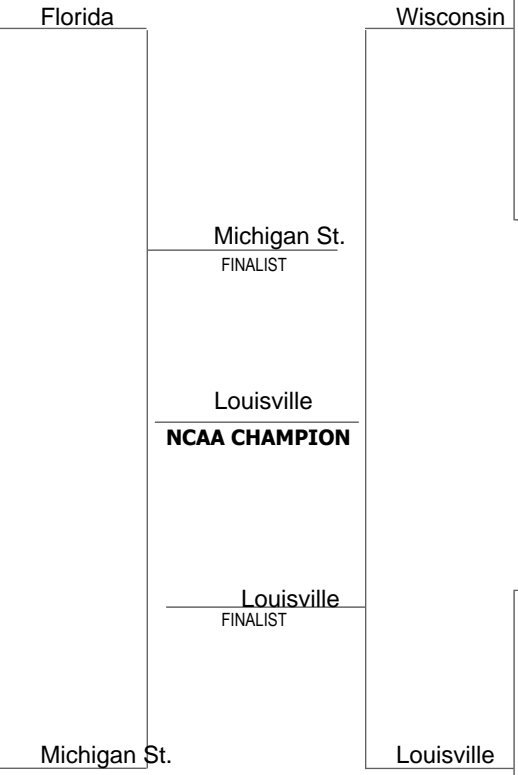 Florida
Wisconsin
Michigan St.
FINALIST
Louisville
NCAA CHAMPION
Louisville
FINALIST
Michigan St.
Louisville